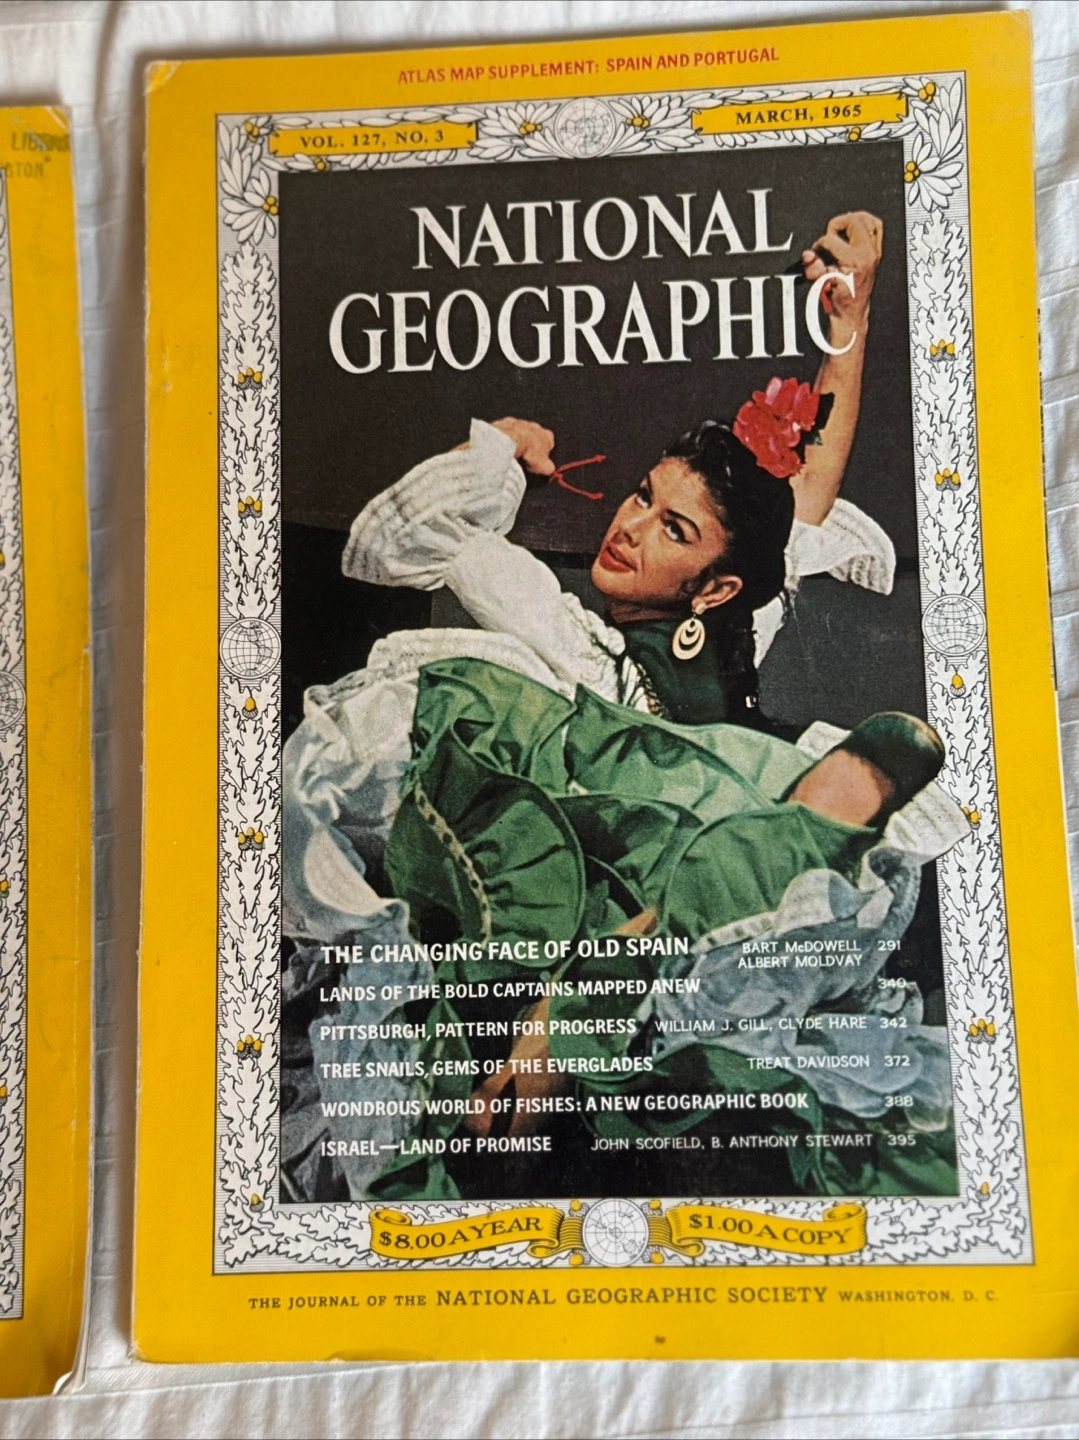 ATLAS MAP SUPPLEMENT: SPAIN AND PORTUGAL
VOL. 127, NO. 3
MARCH, 1965
NATIONAL
GEOGRAPHIC
THE CHANGING FACE OF OLD SPAIN BART McDOWELL 291
ALBERT MOLDVAY
LANDS OF THE BOLD CAPTAINS MAPPED ANEW 340
PITTSBURGH, PATTERN FOR PROGRESS WILLIAM J. GILL, CLYDE HARE 342
TREE SNAILS, GEMS OF THE EVERGLADES TREAT DAVIDSON 372
WONDROUS WORLD OF FISHES: A NEW GEOGRAPHIC BOOK 388
ISRAEL—LAND OF PROMISE JOHN SCOFIELD, B. ANTHONY STEWART 395
$8.00 A YEAR
$1.00 A COPY
THE JOURNAL OF THE NATIONAL GEOGRAPHIC SOCIETY WASHINGTON, D. C.